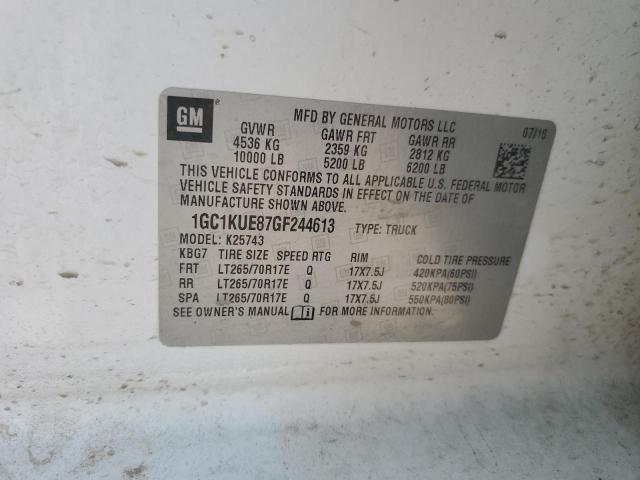 GM
MFD BY GENERAL MOTORS LLC 07/16
GVWR GAWR FRT GAWR RR
4536 KG 2359 KG 2812 KG
10000 LB 5200 LB 6200 LB
THIS VEHICLE CONFORMS TO ALL APPLICABLE U.S. FEDERAL MOTOR
VEHICLE SAFETY STANDARDS IN EFFECT ON THE DATE OF
MANUFACTURE SHOWN ABOVE.
1GC1KUE87GF244613 TYPE: TRUCK
MODEL: K25743
KBG7 TIRE SIZE SPEED RTG RIM COLD TIRE PRESSURE
FRT LT265/70R17E Q 17X7.5J 420KPA(60PSI)
RR LT265/70R17E Q 17X7.5J 520KPA(75PSI)
SPA LT265/70R17E Q 17X7.5J 550KPA(80PSI)
SEE OWNER'S MANUAL FOR MORE INFORMATION.